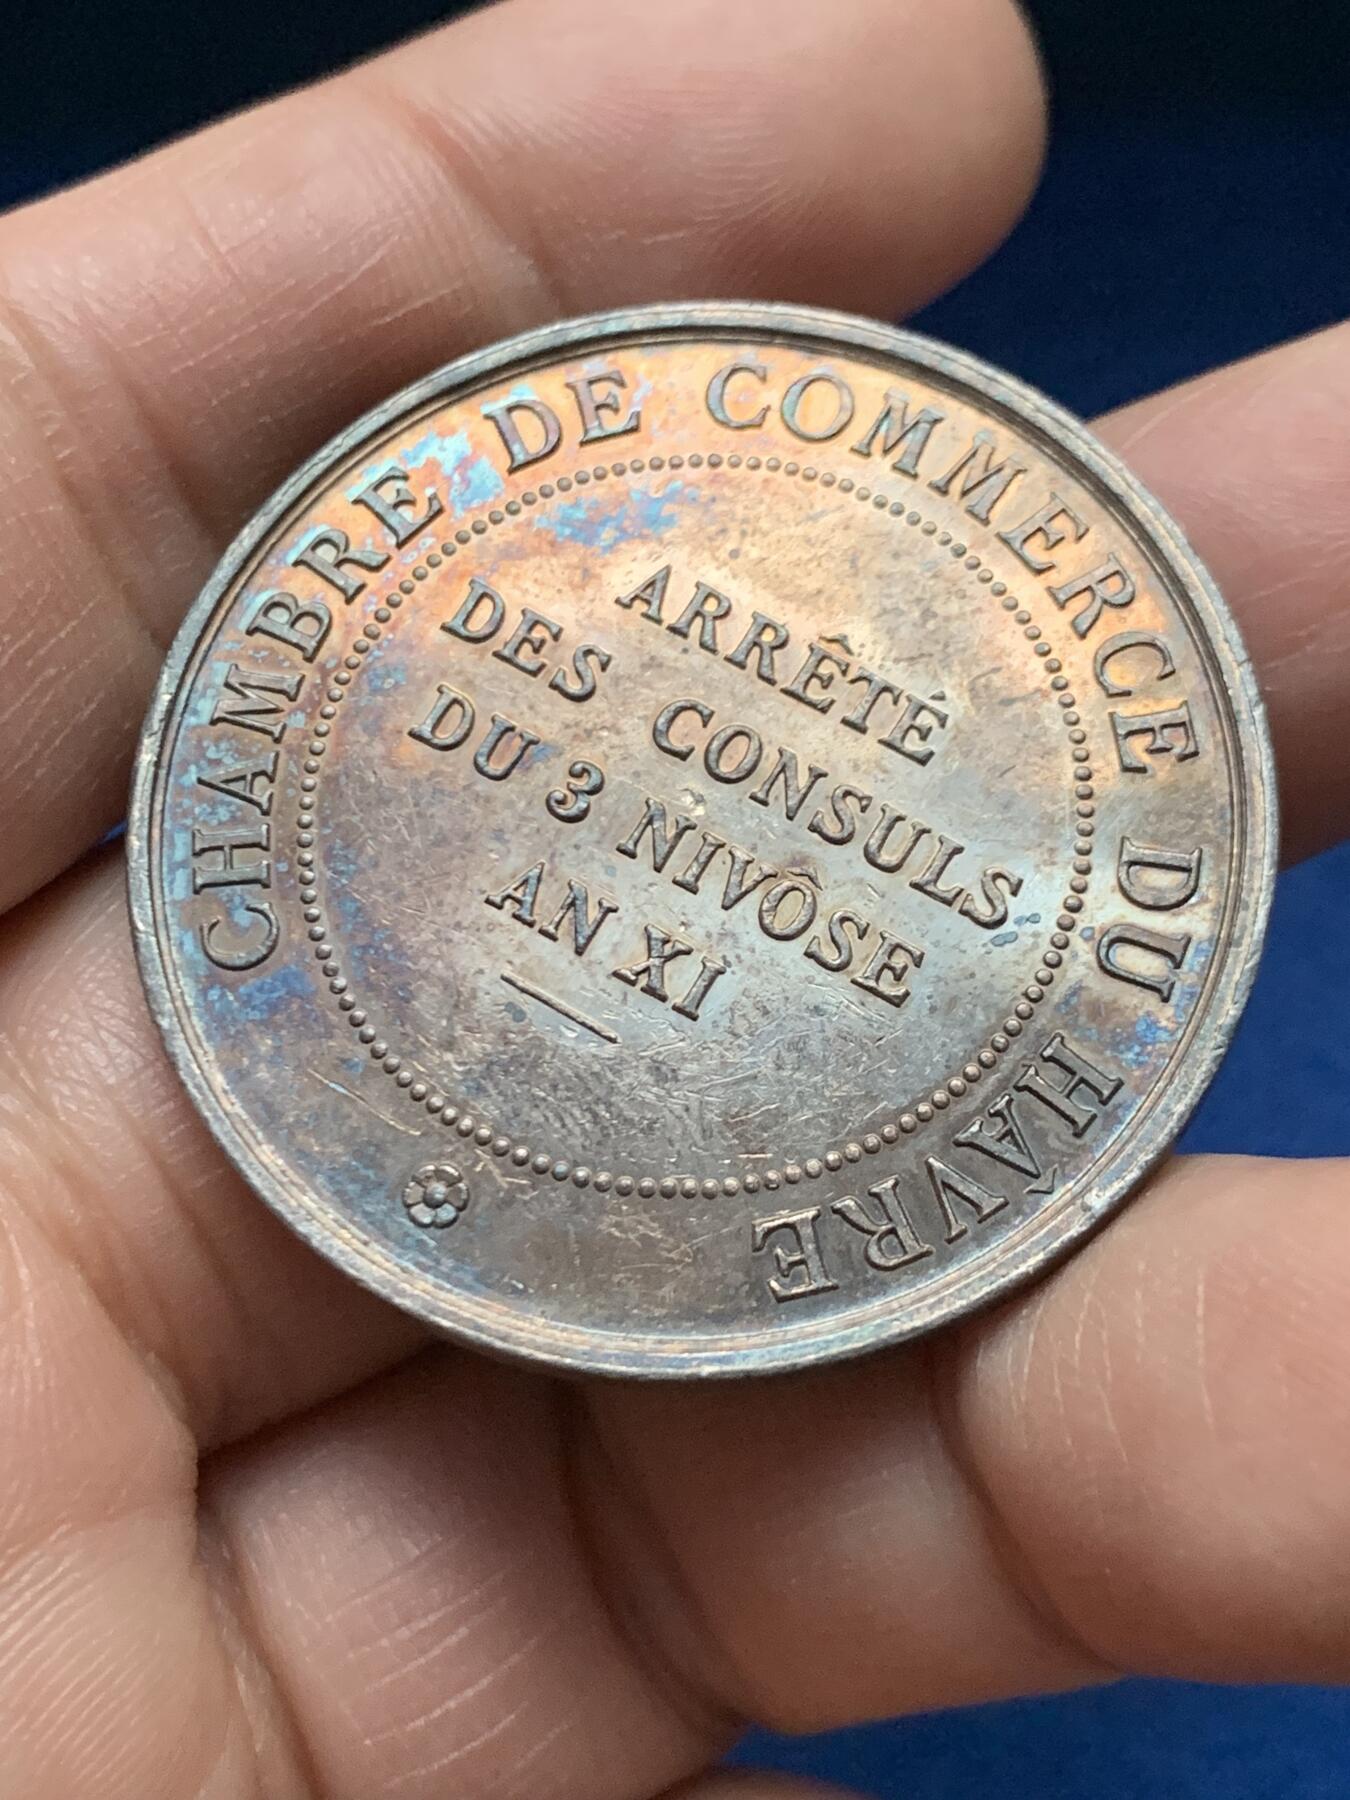 CHAMBRE DE COMMERCE DU HÂVRE
ARRÊTÉ
DES CONSULS
DU 3 NIVÔSE
AN XI